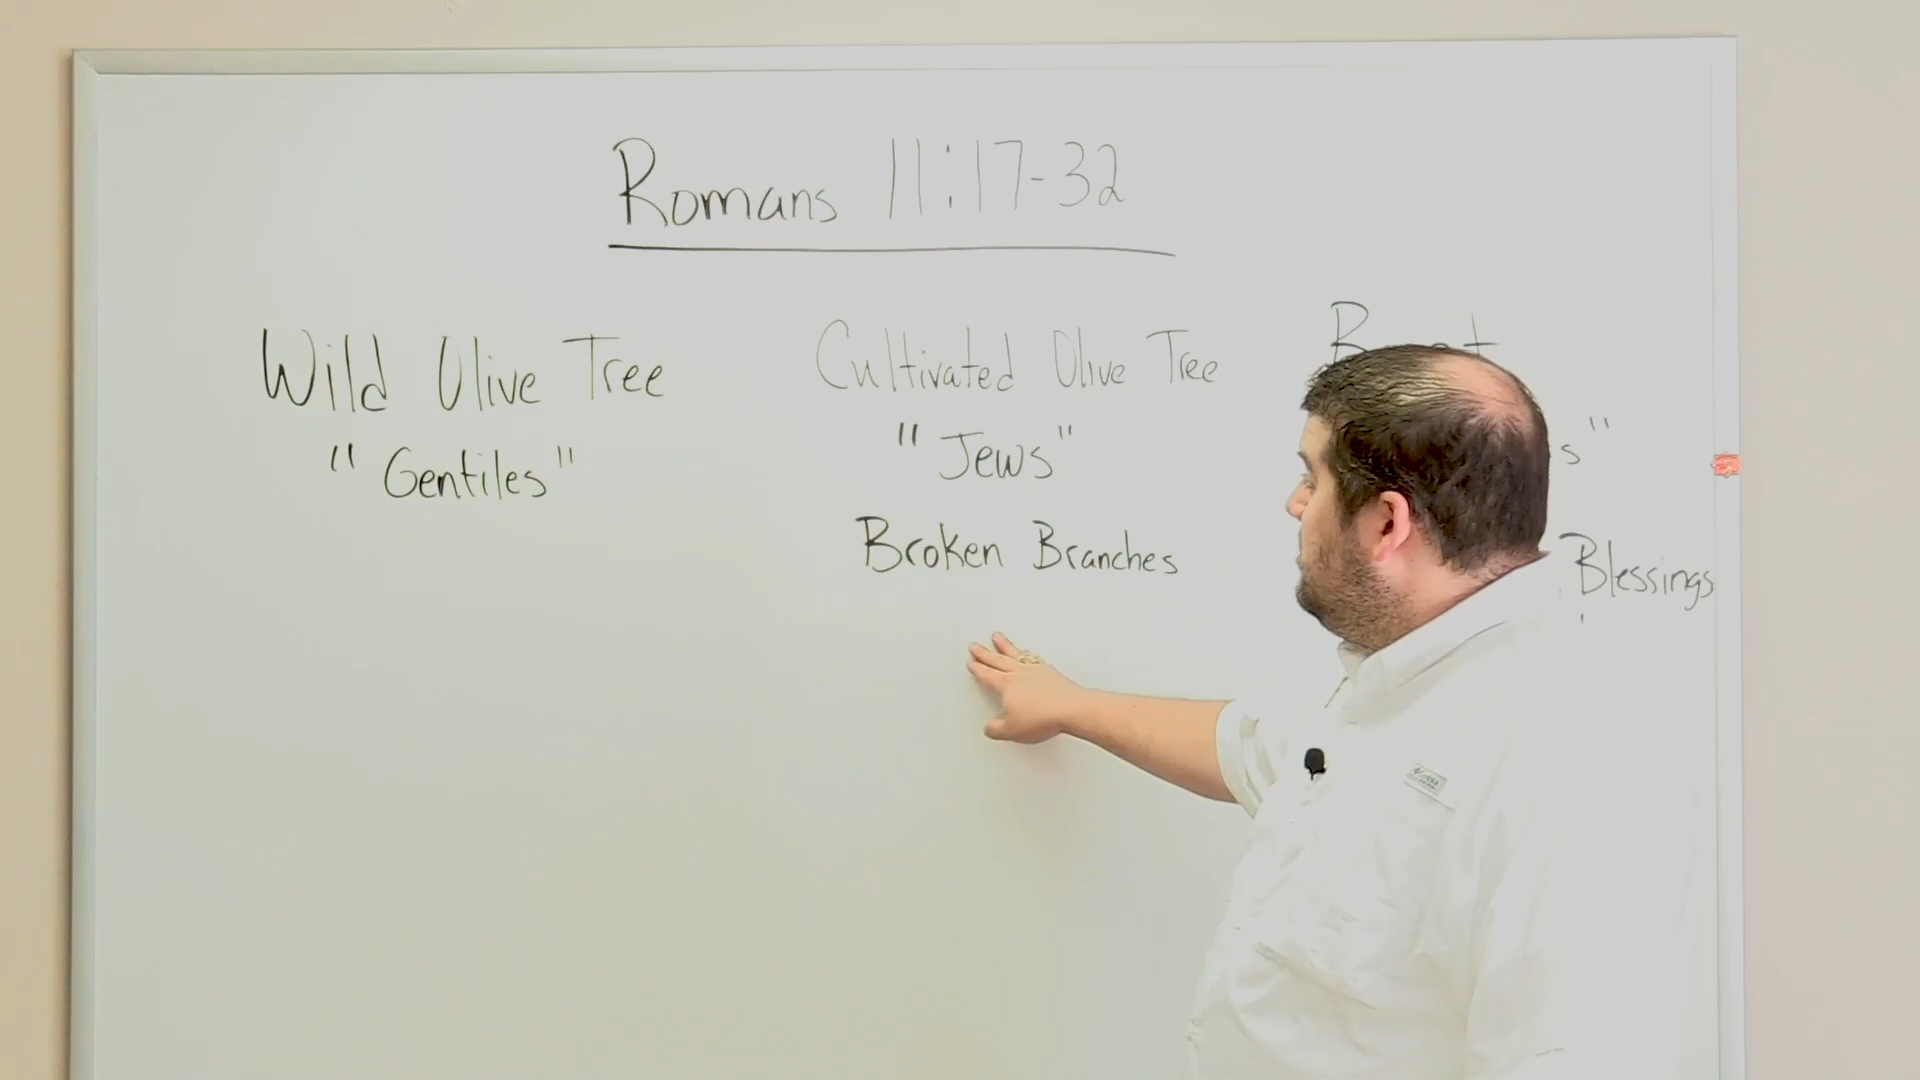 Romans 11:17-32
Wild Olive Tree
"Gentiles"
Cultivated Olive Tree
"Jews"
Broken Branches
s"
Blessings